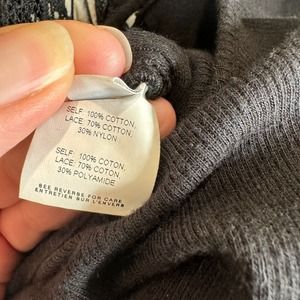 SELF: 100% COTTON,
LACE: 70% COTTON,
30% NYLON
SELF: 100% COTON,
LACE: 70% COTON,
30% POLYAMIDE
SEE REVERSE FOR CARE
ENTRETIEN SUR L'ENVERS